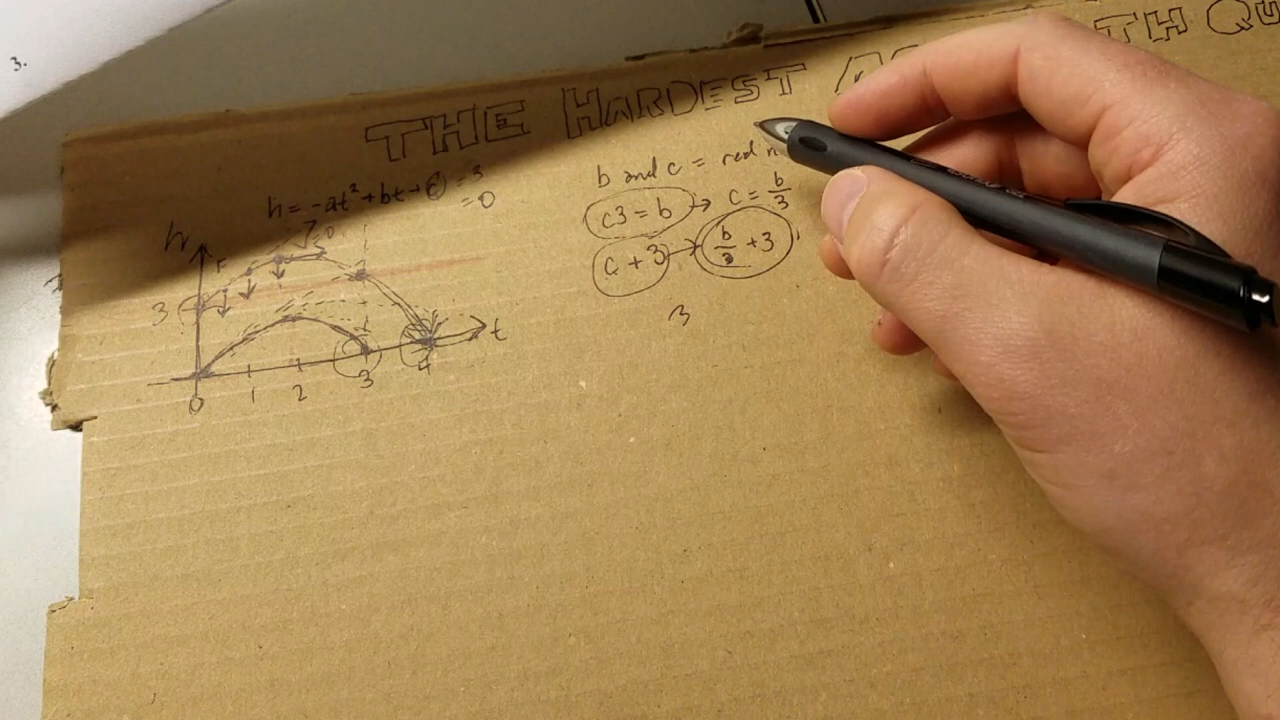 3.
THE HARDEST TH QU
h = -at² + bt + c = 3
= 0
h
3
0 1 2 3 4 t
b and c = real n
c3 = b → c = b/3
c + 3 → b/3 + 3
3